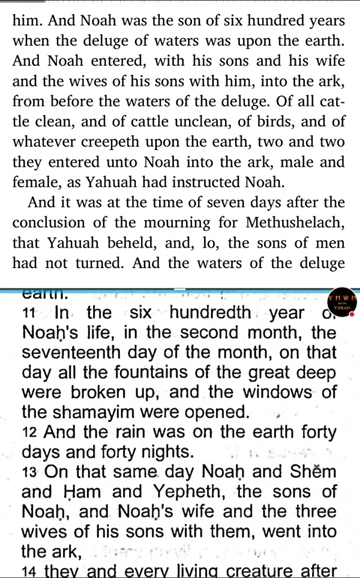 him. And Noah was the son of six hundred years
when the deluge of waters was upon the earth.
And Noah entered, with his sons and his wife
and the wives of his sons with him, into the ark,
from before the waters of the deluge. Of all cat-
tle clean, and of cattle unclean, of birds, and of
whatever creepeth upon the earth, two and two
they entered unto Noah into the ark, male and
female, as Yahuah had instructed Noah.
And it was at the time of seven days after the
conclusion of the mourning for Methushelach,
that Yahuah beheld, and, lo, the sons of men
had not turned. And the waters of the deluge
earth.
11 In the six hundredth year of
Noaḥ's life, in the second month, the
seventeenth day of the month, on that
day all the fountains of the great deep
were broken up, and the windows of
the shamayim were opened.
12 And the rain was on the earth forty
days and forty nights.
13 On that same day Noaḥ and Shĕm
and Ḥam and Yepheth, the sons of
Noaḥ, and Noaḥ's wife and the three
wives of his sons with them, went into
the ark,
14 they and every living creature after